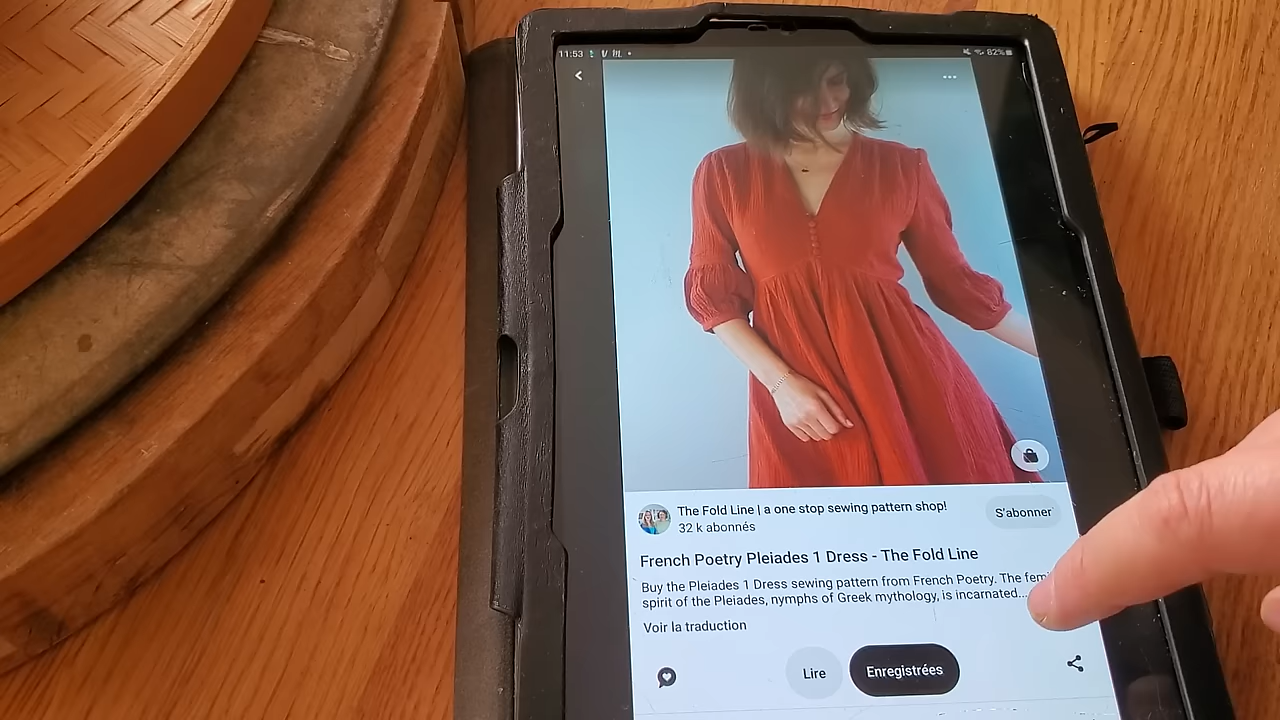 11:53
82%
The Fold Line | a one stop sewing pattern shop!
32 k abonnés
S'abonner
French Poetry Pleiades 1 Dress - The Fold Line
Buy the Pleiades 1 Dress sewing pattern from French Poetry. The
spirit of the Pleiades, nymphs of Greek mythology, is incarnated...
Voir la traduction
Lire
Enregistrées